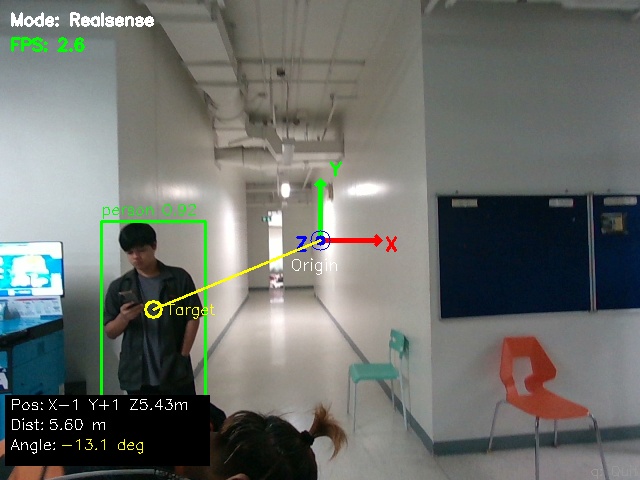 Mode: Realsense
FPS: 2.6
person 0.92
Y
Z
X
Origin
Target
Pos: X-1 Y+1 Z5.43m
Dist: 5.60 m
Angle: -13.1 deg